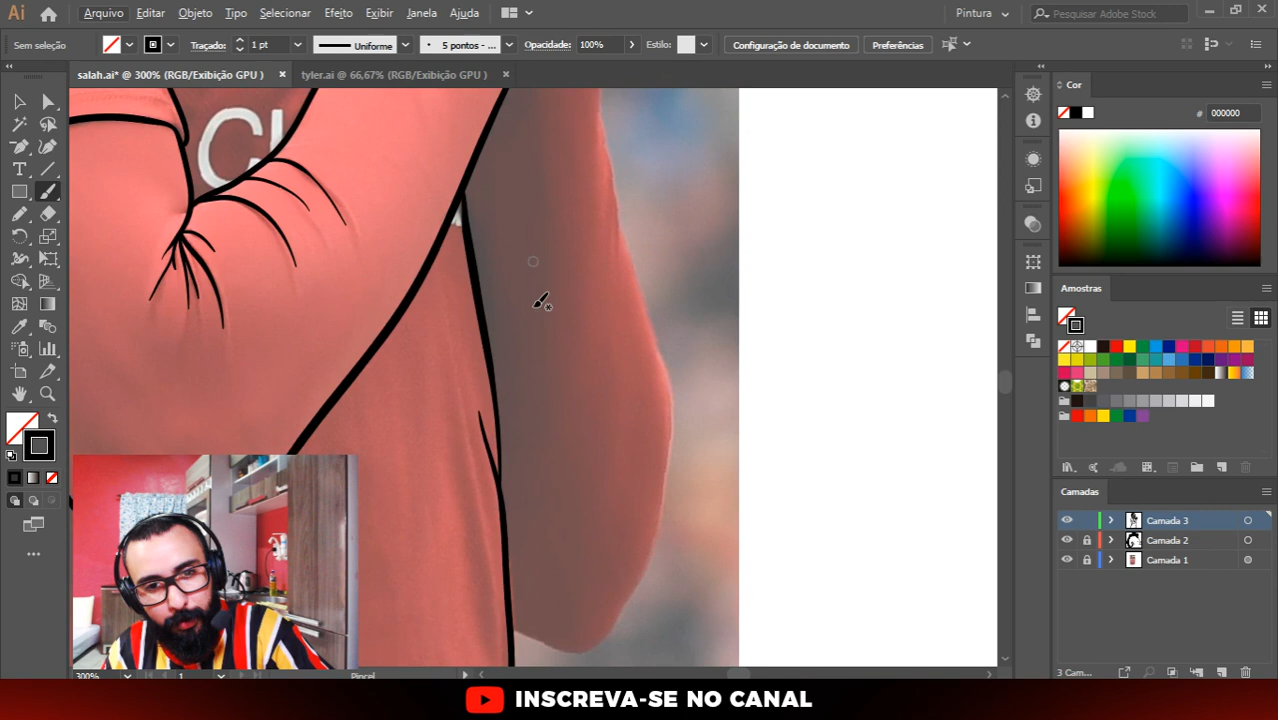 Ai Arquivo Editar Objeto Tipo Selecionar Efeito Exibir Janela Ajuda Pintura Pesquisar Adobe Stock
Sem seleção Traçado: 1 pt Uniforme 5 pontos - ... Opacidade: 100% Estilo: Configuração de documento Preferências
salah.ai* @ 300% (RGB/Exibição GPU ) × tyler.ai @ 66,67% (RGB/Exibição GPU ) ×
Cor
# 000000
Amostras
Camadas
Camada 3
Camada 2
Camada 1
3 Cam...
300% 1 Pincel
INSCREVA-SE NO CANAL